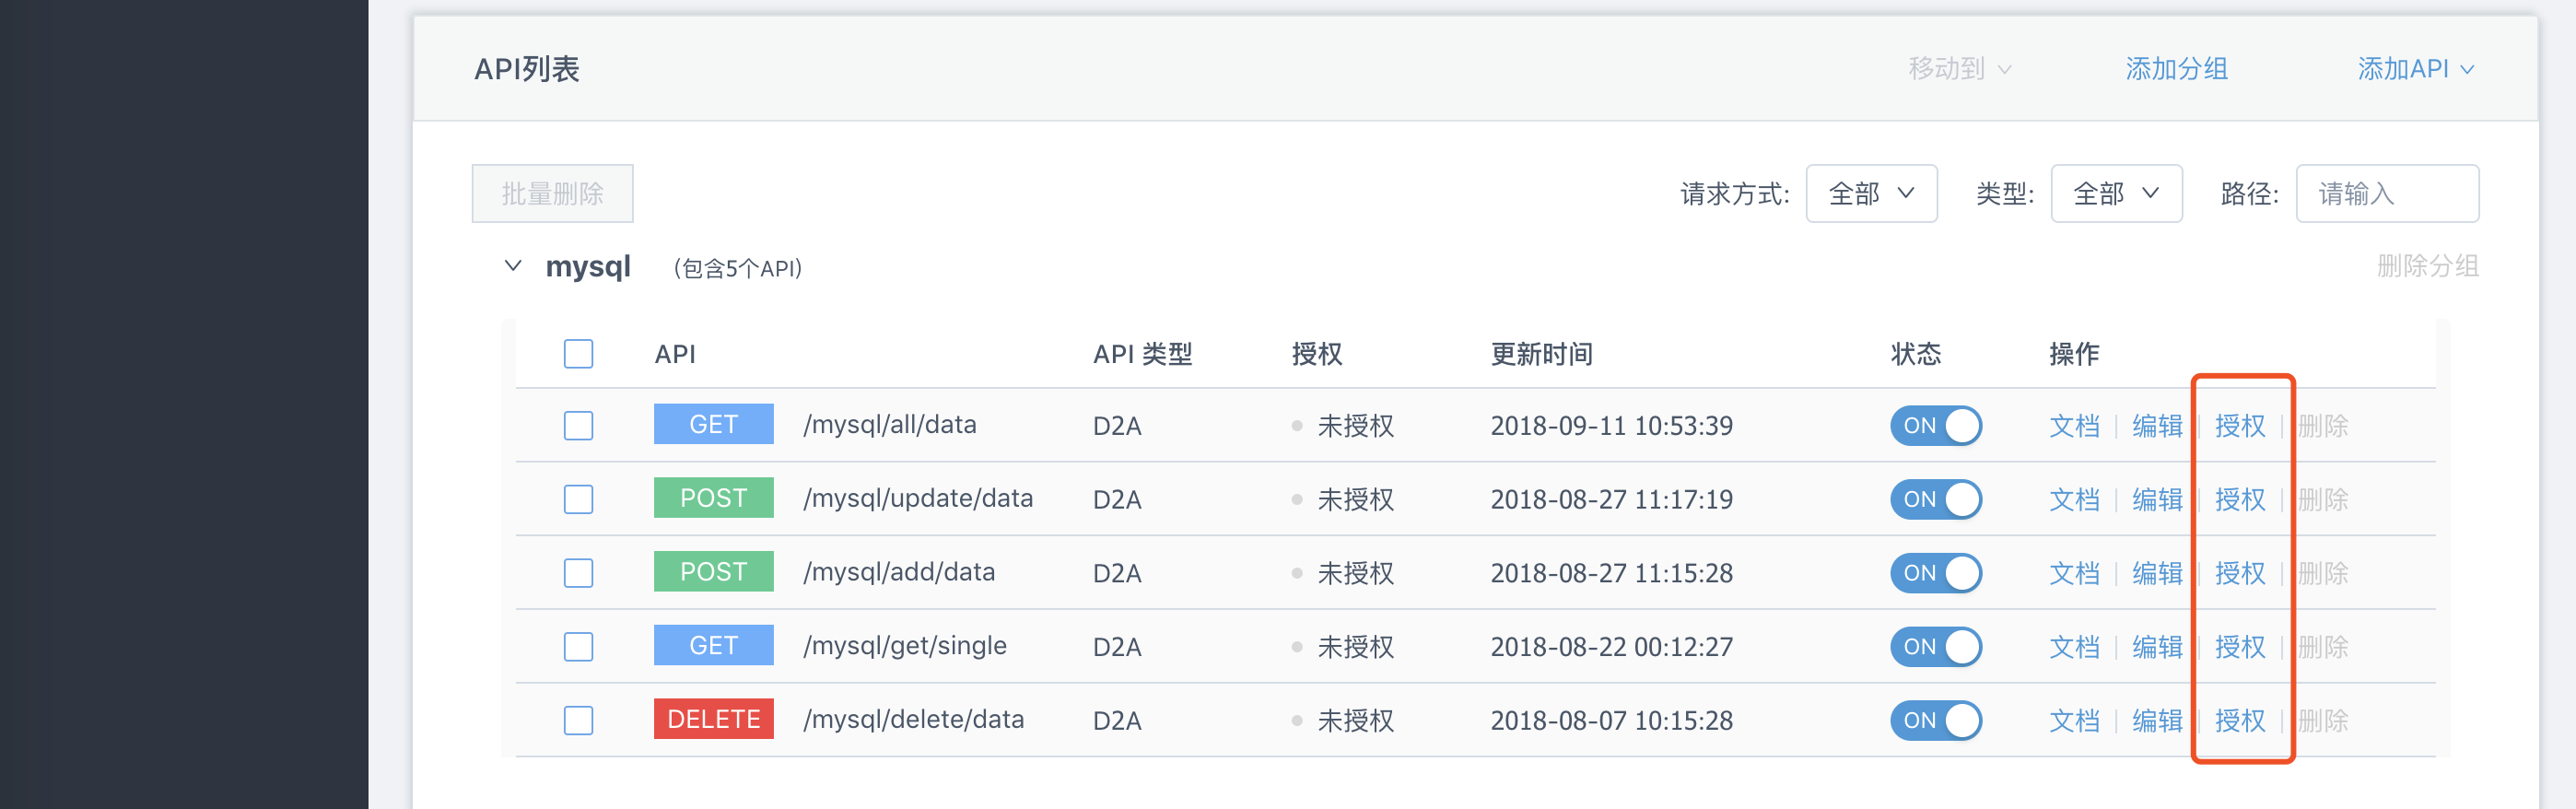 API列表 移动到 添加分组 添加API
批量删除 请求方式: 全部 类型: 全部 路径: 请输入
mysql (包含5个API) 删除分组
API API 类型 授权 更新时间 状态 操作
GET /mysql/all/data D2A 未授权 2018-09-11 10:53:39 ON 文档 | 编辑 | 授权 | 删除
POST /mysql/update/data D2A 未授权 2018-08-27 11:17:19 ON 文档 | 编辑 | 授权 | 删除
POST /mysql/add/data D2A 未授权 2018-08-27 11:15:28 ON 文档 | 编辑 | 授权 | 删除
GET /mysql/get/single D2A 未授权 2018-08-22 00:12:27 ON 文档 | 编辑 | 授权 | 删除
DELETE /mysql/delete/data D2A 未授权 2018-08-07 10:15:28 ON 文档 | 编辑 | 授权 | 删除